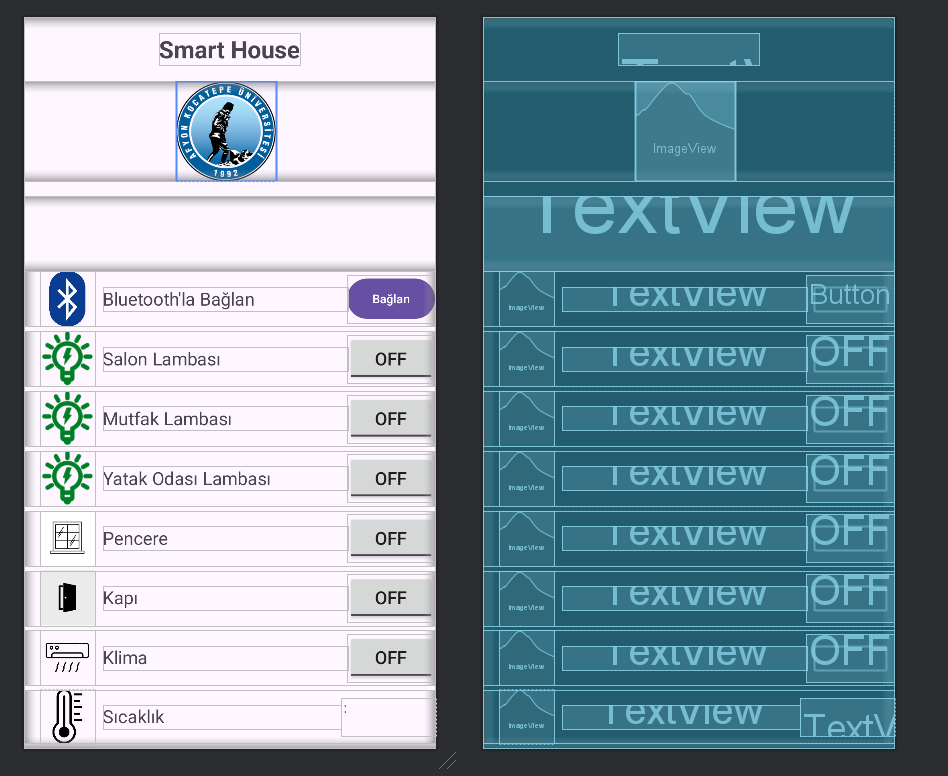 Smart House
AFYON KOCATEPE ÜNİVERSİTESİ
1992
Bluetooth'la Bağlan
Bağlan
Salon Lambası
OFF
Mutfak Lambası
OFF
Yatak Odası Lambası
OFF
Pencere
OFF
Kapı
OFF
Klima
OFF
Sıcaklık
:
ImageView
TextView
ImageView
TextView
Button
ImageView
TextView
OFF
ImageView
TextView
OFF
ImageView
TextView
OFF
ImageView
TextView
OFF
ImageView
TextView
OFF
ImageView
TextView
OFF
ImageView
TextView
TextV